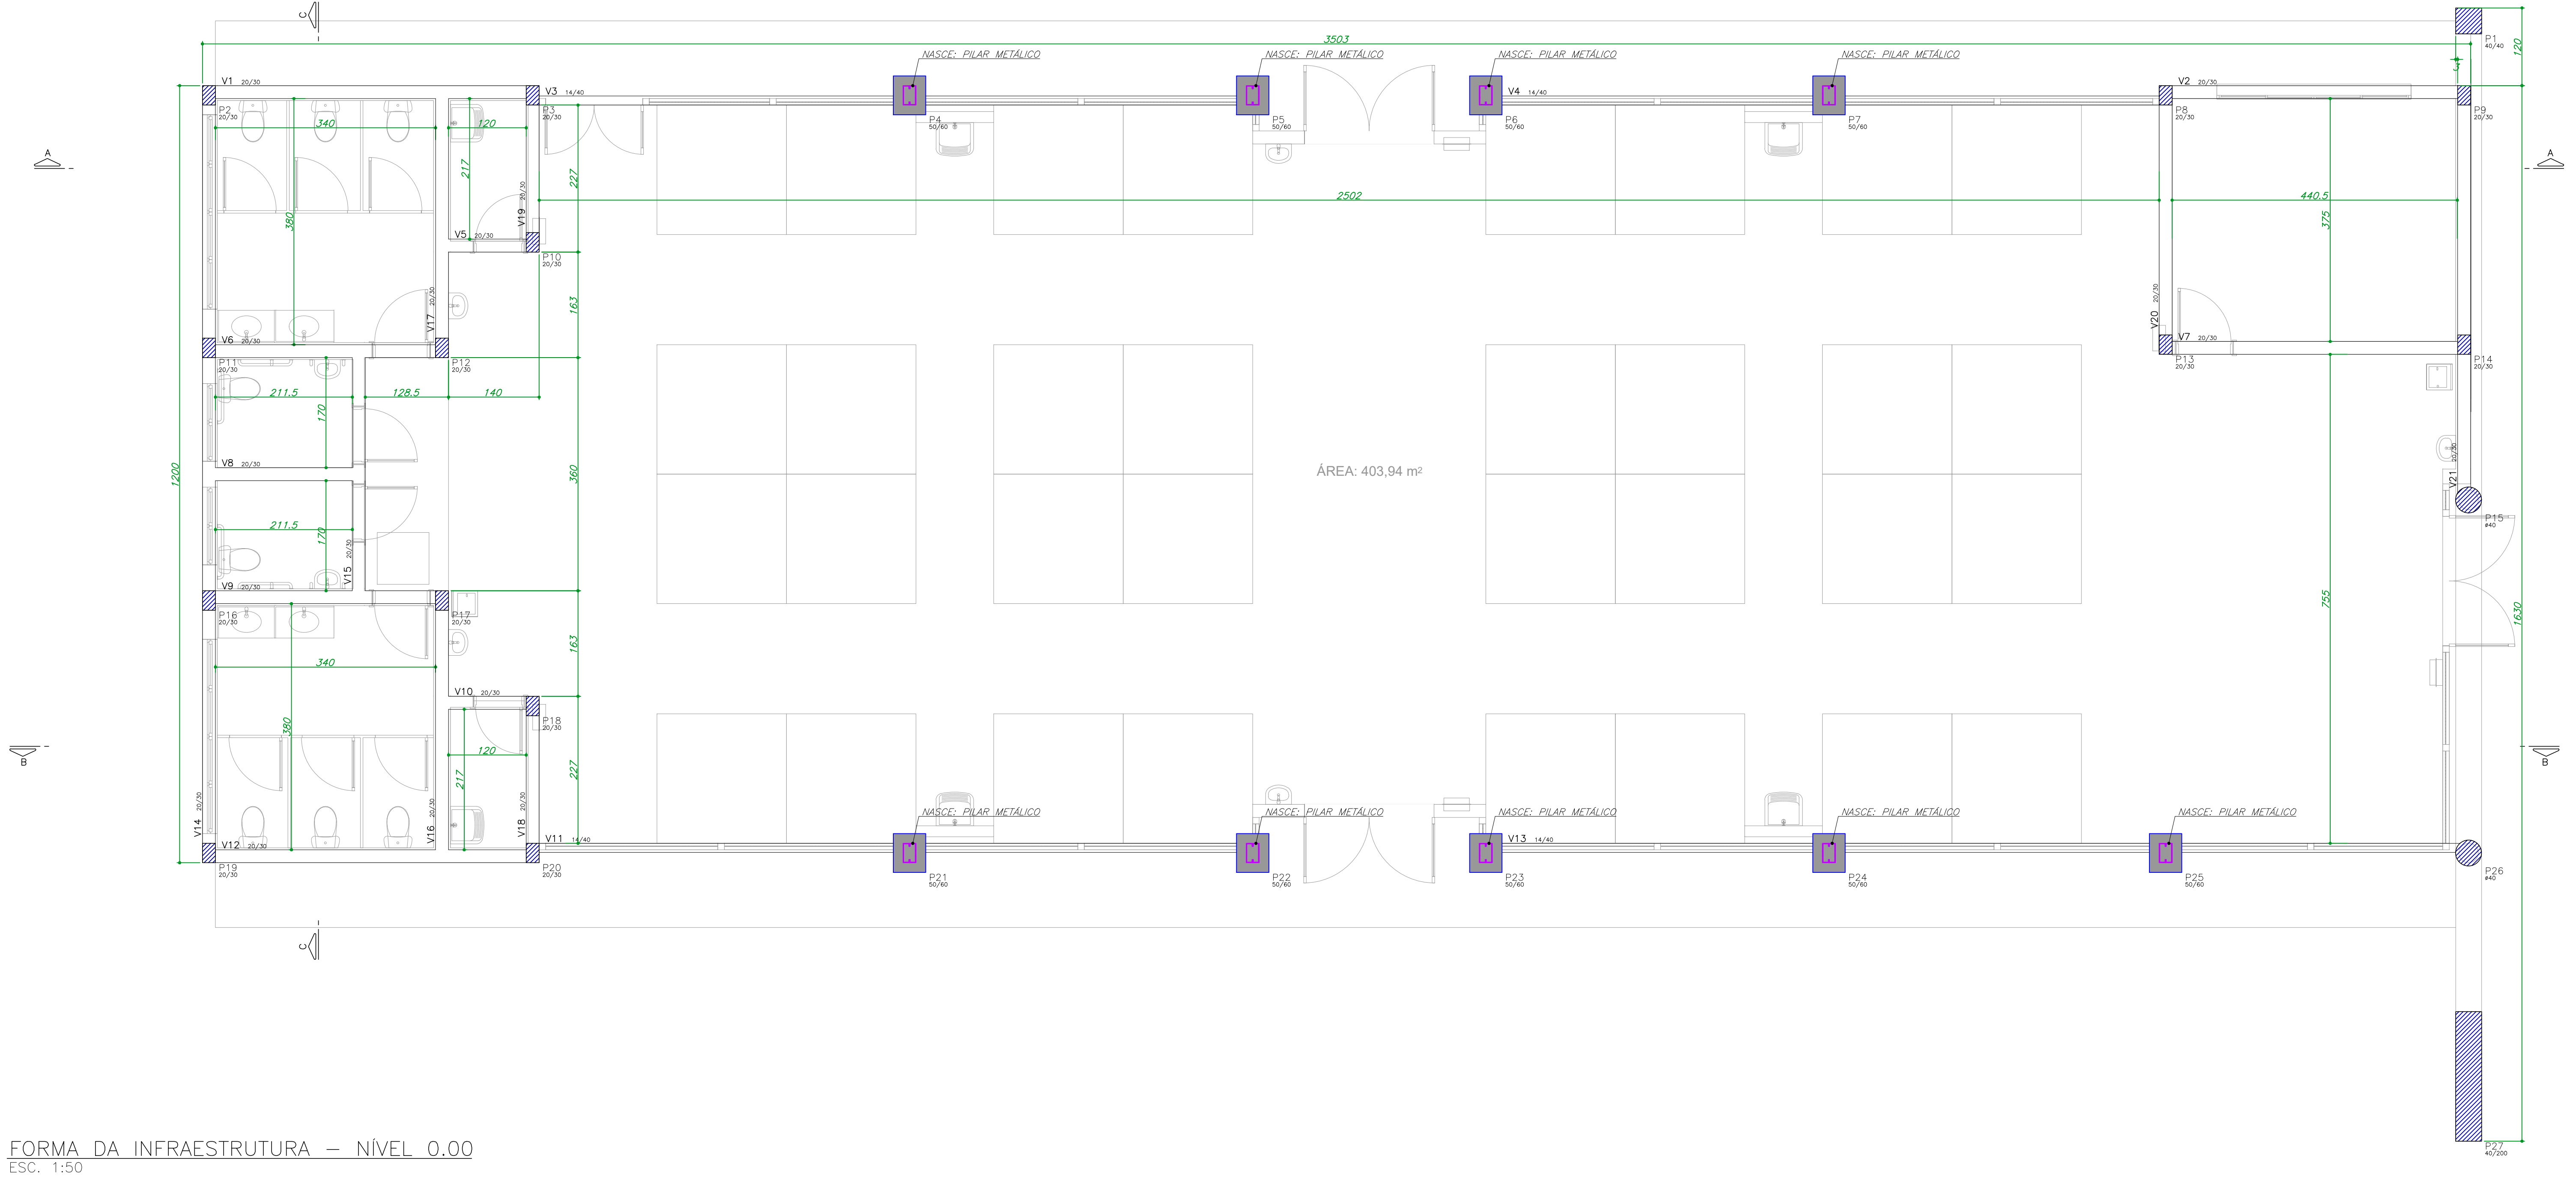 C
3503
P1
40/40
120
3
NASCE: PILAR METÁLICO
NASCE: PILAR METÁLICO
NASCE: PILAR METÁLICO
NASCE: PILAR METÁLICO
V1 20/30
V3 14/40
V4 14/40
V2 20/30
P2
20/30
P3
20/30
P4
50/60
P5
50/60
P6
50/60
P7
50/60
P8
20/30
P9
20/30
340
120
217
227
A
A
380
V19 20/30
2502
440.5
375
V5 20/30
P10
20/30
V17 20/30
163
V20 20/30
V6 20/30
V7 20/30
P11
20/30
P12
20/30
P13
20/30
P14
20/30
211.5
128.5
140
170
V8 20/30
1200
360
ÁREA: 403,94 m²
V21 20/30
P15
ø40
211.5
170
V15 20/30
V9 20/30
P16
20/30
P17
20/30
755
1630
163
340
V10 20/30
P18
20/30
380
120
217
227
B
B
V14 20/30
V16 20/30
V18 20/30
NASCE: PILAR METÁLICO
NASCE: PILAR METÁLICO
NASCE: PILAR METÁLICO
NASCE: PILAR METÁLICO
NASCE: PILAR METÁLICO
V12 20/30
V11 14/40
V13 14/40
P19
20/30
P20
20/30
P21
50/60
P22
50/60
P23
50/60
P24
50/60
P25
50/60
P26
ø40
C
P27
40/200
FORMA DA INFRAESTRUTURA – NÍVEL 0.00
ESC. 1:50